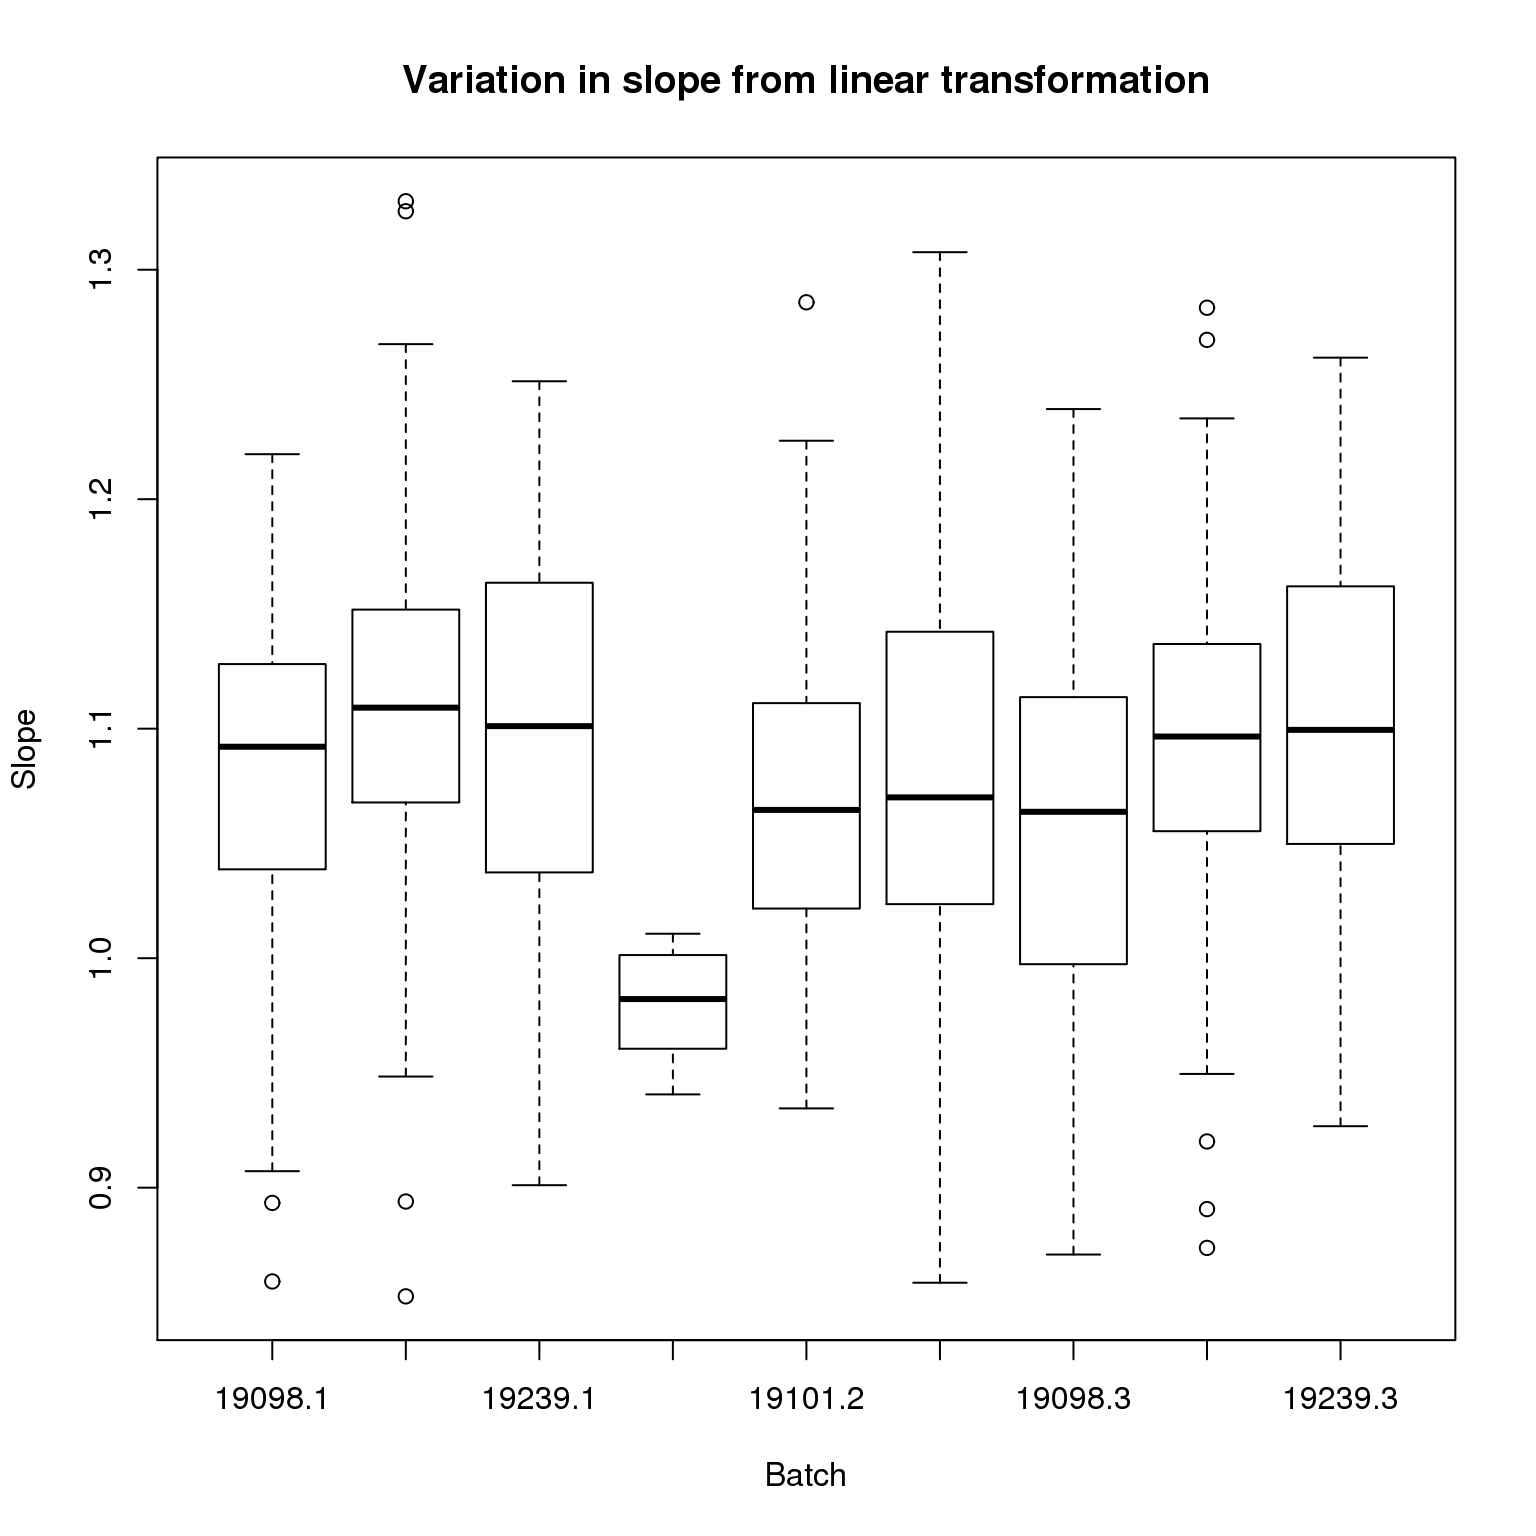 Variation in slope from linear transformation
Slope
1.3
1.2
1.1
1.0
0.9
19098.1 19239.1 19101.2 19098.3 19239.3
Batch